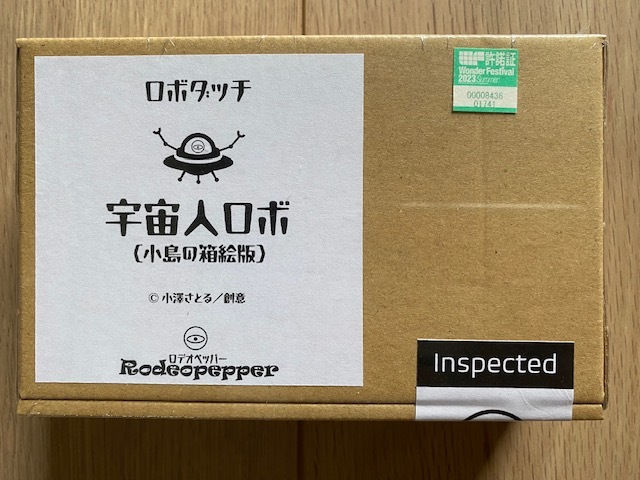 ロボダッチ
宇宙人ロボ
(小島の箱絵版)
© 小澤さとる/創意
ロデオペッパー
Rodeopepper
許諾証
Wonder Festival
2023 Summer
00008436
01741
Inspected